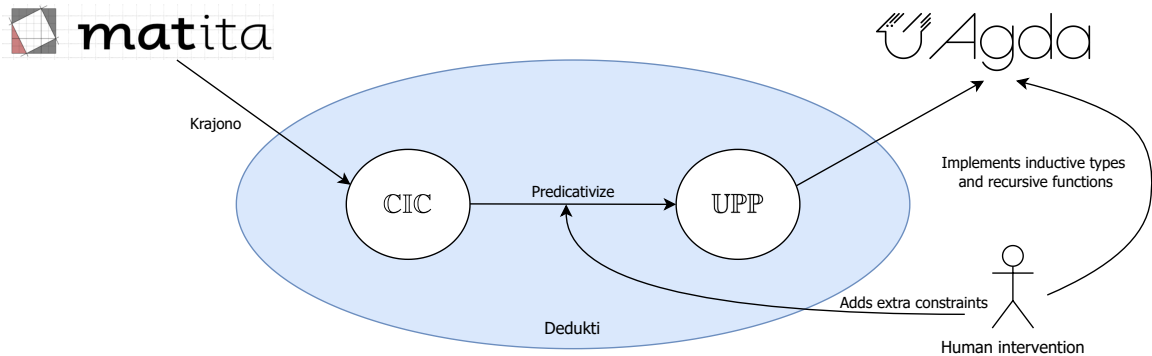 matita
Agda
Krajono
Implements inductive types
and recursive functions
ℂ𝕀ℂ
Predicativize
𝕌ℙℙ
Adds extra constraints
Dedukti
Human intervention